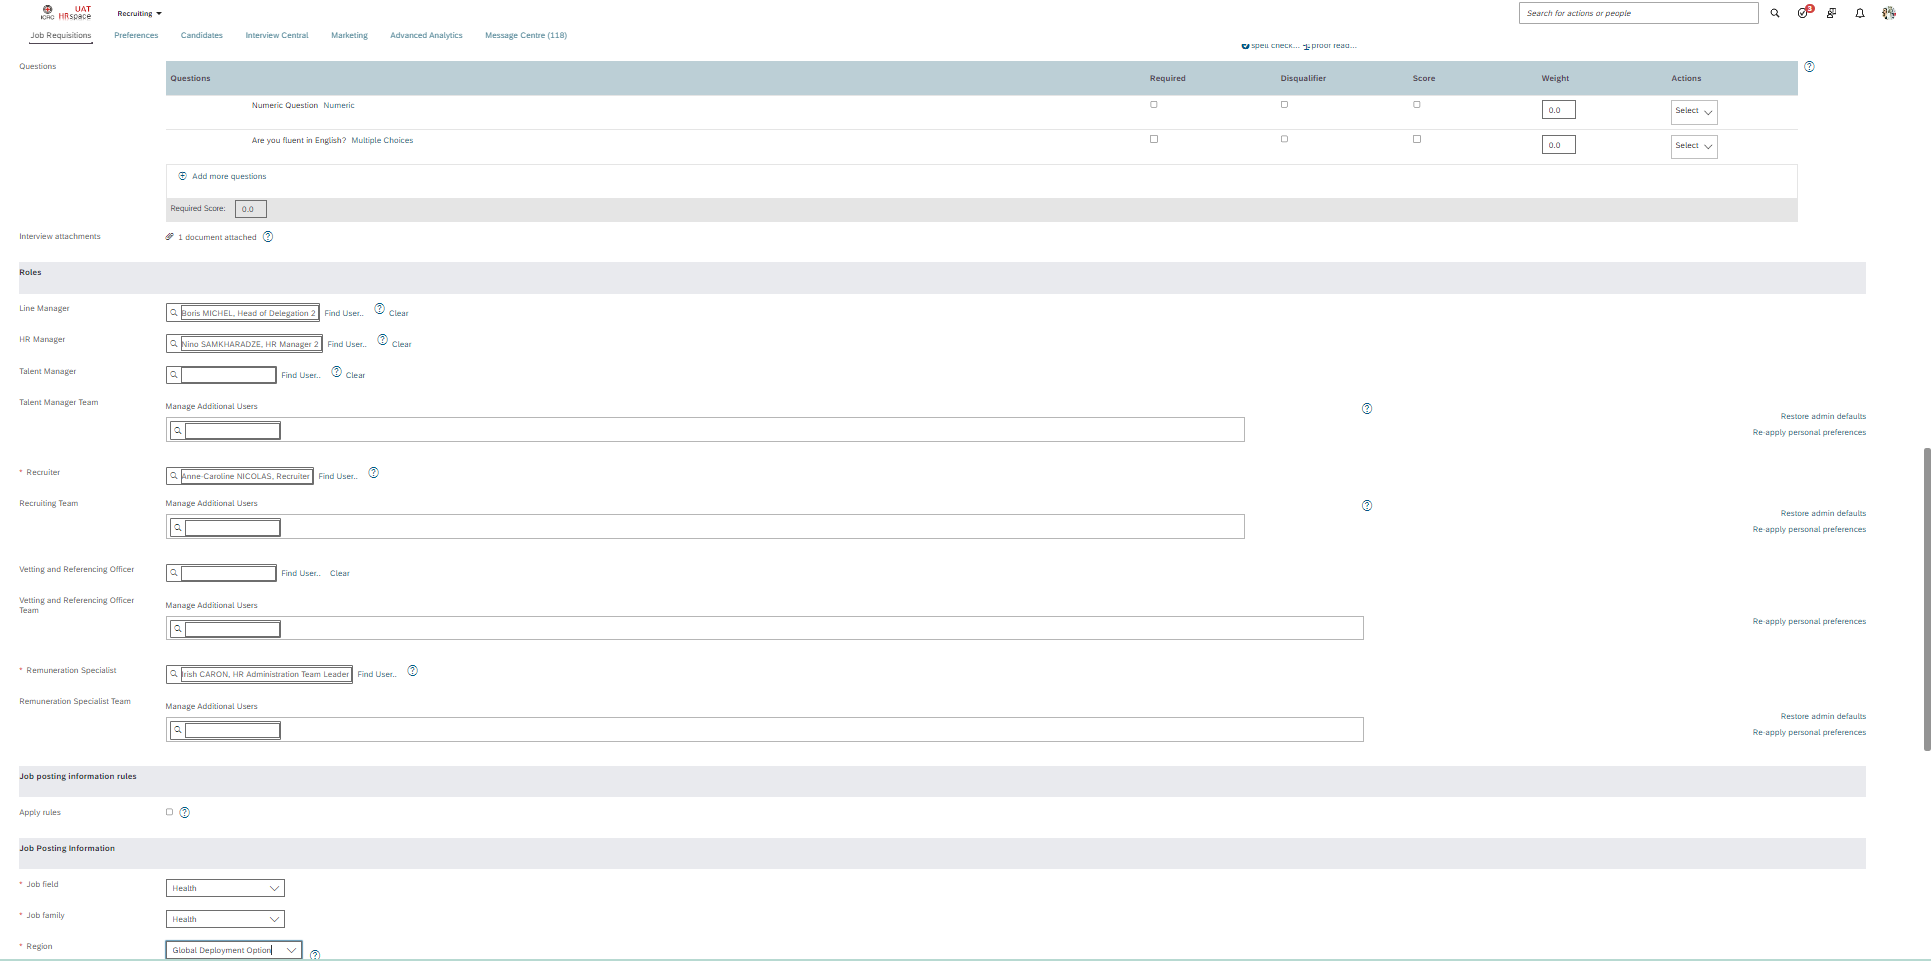 UAT
ICRC HRspace
Recruiting
Search for actions or people
3
Job Requisitions Preferences Candidates Interview Central Marketing Advanced Analytics Message Centre (118)
spell check... proof read...
Questions
Questions Required Disqualifier Score Weight Actions
Numeric Question Numeric 0.0 Select
Are you fluent in English? Multiple Choices 0.0 Select
Add more questions
Required Score: 0.0
Interview attachments 1 document attached
Roles
Line Manager Boris MICHEL, Head of Delegation 2 Find User.. Clear
HR Manager Nino SAMKHARADZE, HR Manager 2 Find User.. Clear
Talent Manager Find User.. Clear
Talent Manager Team Manage Additional Users
Restore admin defaults
Re-apply personal preferences
* Recruiter Anne-Caroline NICOLAS, Recruiter Find User..
Recruiting Team Manage Additional Users
Restore admin defaults
Re-apply personal preferences
Vetting and Referencing Officer Find User.. Clear
Vetting and Referencing Officer
Team
Manage Additional Users
Re-apply personal preferences
* Remuneration Specialist Irish CARON, HR Administration Team Leader Find User..
Remuneration Specialist Team Manage Additional Users
Restore admin defaults
Re-apply personal preferences
Job posting information rules
Apply rules
Job Posting Information
* Job field Health
* Job family Health
* Region Global Deployment Option